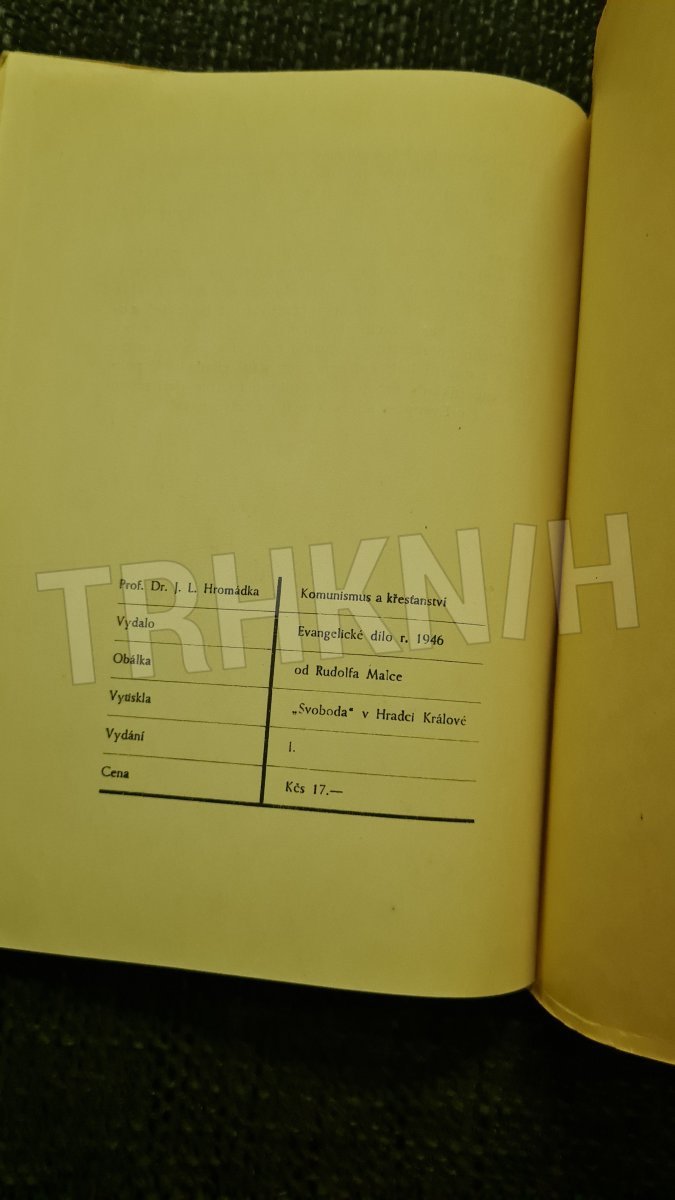 Prof. Dr. J. L. Hromádka Komunismus a křesťanství
Vydalo Evangelické dílo r. 1946
Obálka od Rudolfa Malce
Vytiskla „Svoboda“ v Hradci Králové
Vydání I.
Cena Kčs 17.—
TRHKNIH